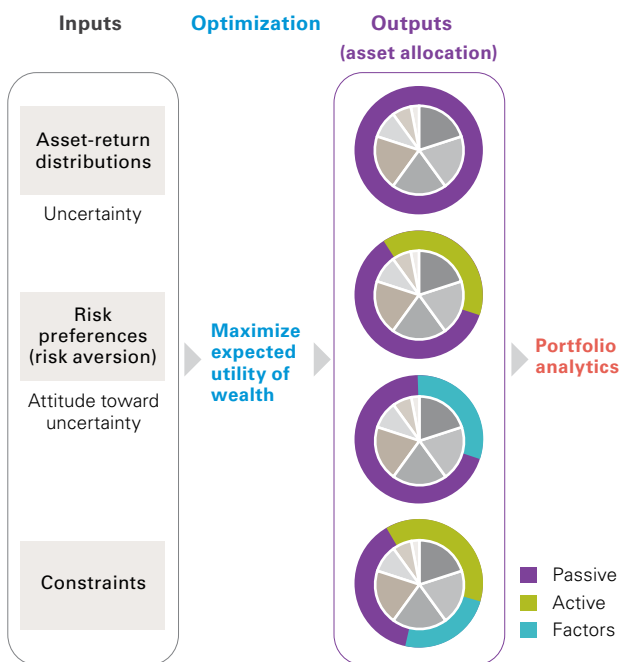 Inputs
Optimization
Outputs
(asset allocation)
Asset-return
distributions
Uncertainty
Risk
preferences
(risk aversion)
Attitude toward
uncertainty
Constraints
Maximize
expected
utility of
wealth
Portfolio
analytics
Passive
Active
Factors